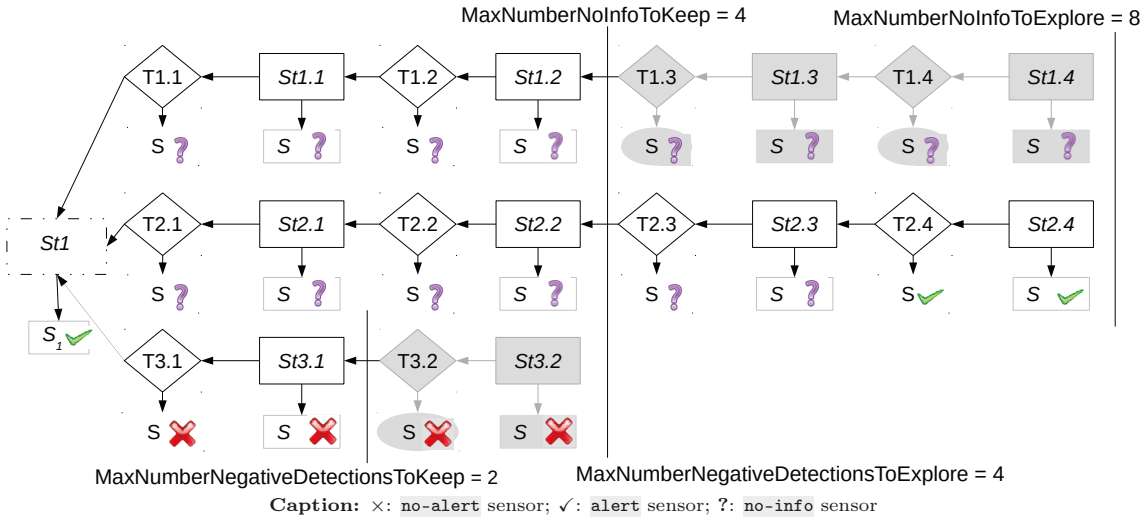 MaxNumberNoInfoToKeep = 4
MaxNumberNoInfoToExplore = 8
T1.1 St1.1 T1.2 St1.2 T1.3 St1.3 T1.4 St1.4
S ? S ? S ? S ? S ? S ? S ? S ?
St1 T2.1 St2.1 T2.2 St2.2 T2.3 St2.3 T2.4 St2.4
S ? S ? S ? S ? S ? S ? S ✓ S ✓
S1 ✓
T3.1 St3.1 T3.2 St3.2
S × S × S × S ×
MaxNumberNegativeDetectionsToKeep = 2
MaxNumberNegativeDetectionsToExplore = 4
Caption: ×: no-alert sensor; ✓: alert sensor; ?: no-info sensor